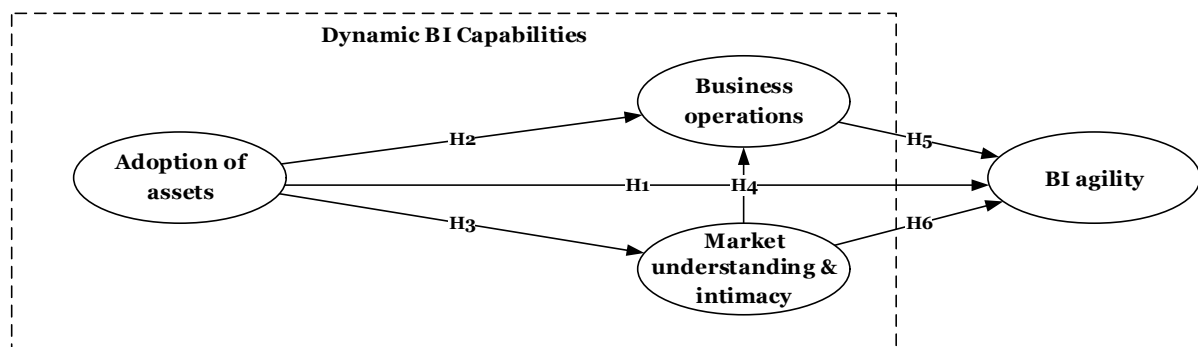 Dynamic BI Capabilities
Business
operations
H2
H5
Adoption of
assets
H1
H4
BI agility
H3
H6
Market
understanding &
intimacy